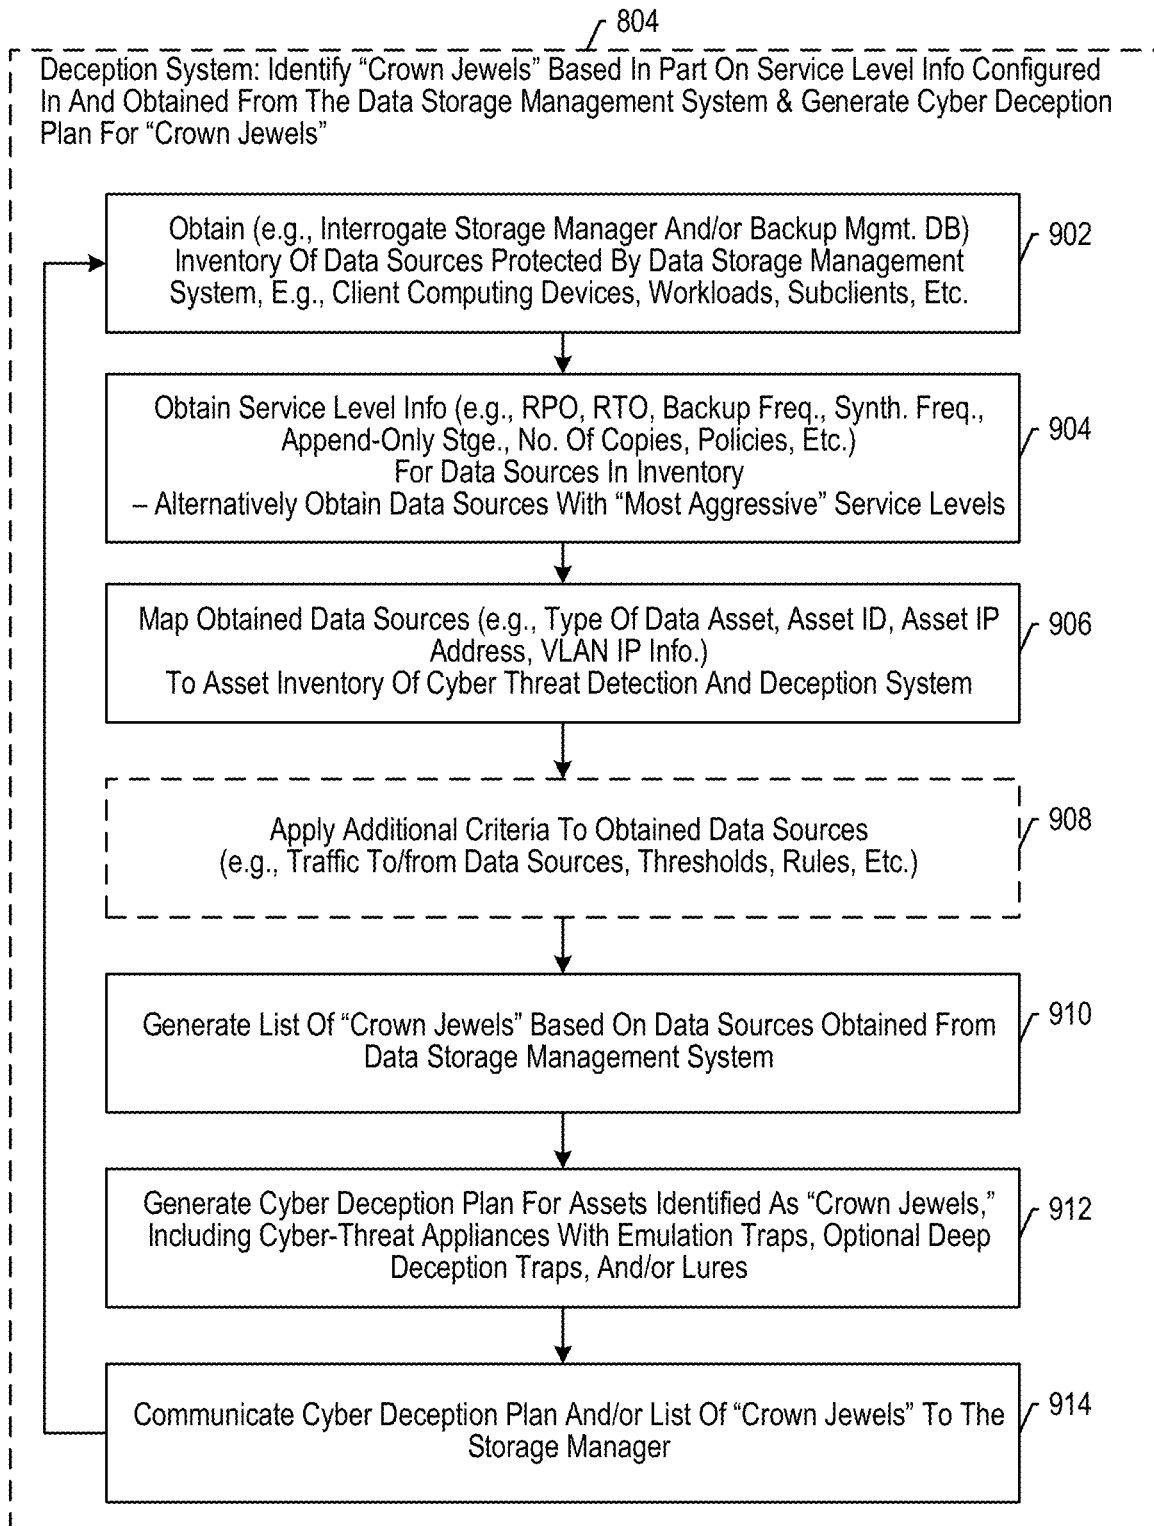 804
Deception System: Identify “Crown Jewels” Based In Part On Service Level Info Configured
In And Obtained From The Data Storage Management System & Generate Cyber Deception
Plan For “Crown Jewels”
Obtain (e.g., Interrogate Storage Manager And/or Backup Mgmt. DB)
Inventory Of Data Sources Protected By Data Storage Management
System, E.g., Client Computing Devices, Workloads, Subclients, Etc.
902
Obtain Service Level Info (e.g., RPO, RTO, Backup Freq., Synth. Freq.,
Append-Only Stge., No. Of Copies, Policies, Etc.)
For Data Sources In Inventory
– Alternatively Obtain Data Sources With “Most Aggressive” Service Levels
904
Map Obtained Data Sources (e.g., Type Of Data Asset, Asset ID, Asset IP
Address, VLAN IP Info.)
To Asset Inventory Of Cyber Threat Detection And Deception System
906
Apply Additional Criteria To Obtained Data Sources
(e.g., Traffic To/from Data Sources, Thresholds, Rules, Etc.)
908
Generate List Of “Crown Jewels” Based On Data Sources Obtained From
Data Storage Management System
910
Generate Cyber Deception Plan For Assets Identified As “Crown Jewels,”
Including Cyber-Threat Appliances With Emulation Traps, Optional Deep
Deception Traps, And/or Lures
912
Communicate Cyber Deception Plan And/or List Of “Crown Jewels” To The
Storage Manager
914